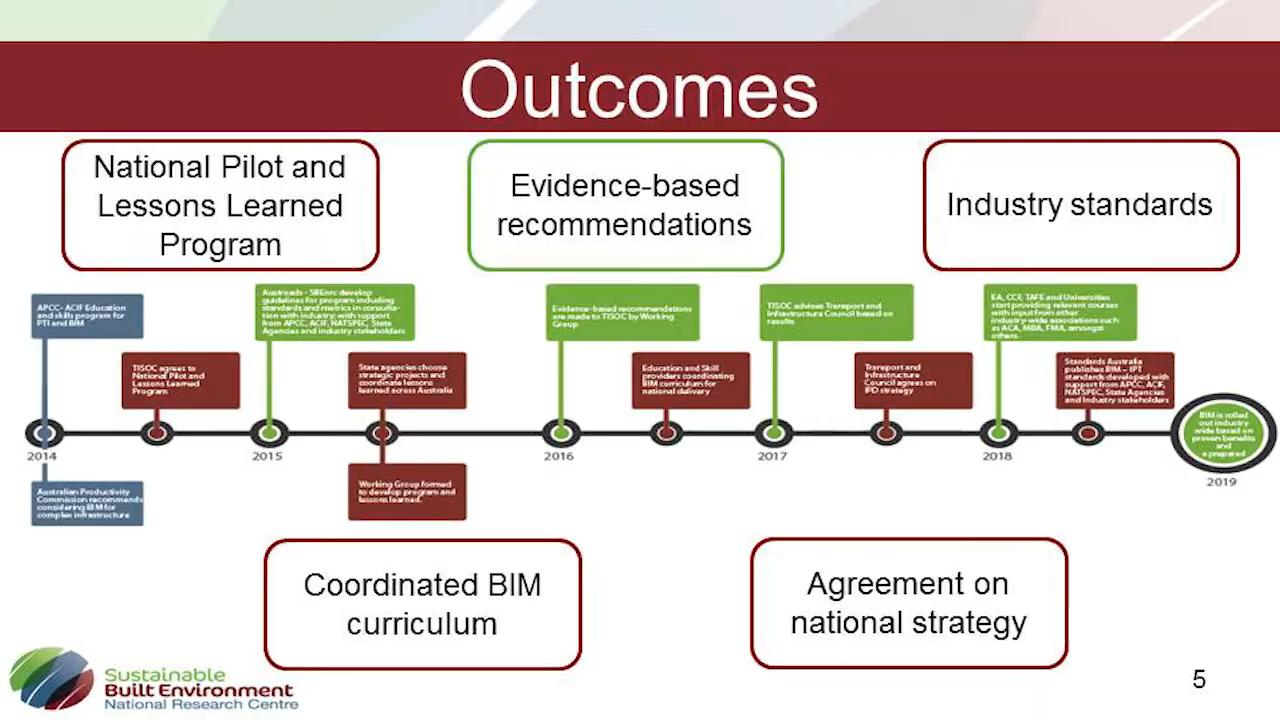 Outcomes
National Pilot and
Lessons Learned
Program
Evidence-based
recommendations
Industry standards
APCC- ACIF Education
and skills program for
PTI and BIM
TISOC agrees to
National Pilot and
Lessons Learned
Program
Austroads - SBEnrc develop
guidelines for program including
standards and metrics in consulta-
tion with industry with support
from APCC, ACIF, NATSPEC, State
Agencies and industry stakeholders
State agencies choose
strategic projects and
coordinate lessons
learned across Australia
Evidence-based recommendations
are made to TISOC by Working
Group
Education and Skill
providers coordinating
BIM curriculum for
national delivery
TISOC advises Transport and
Infrastructure Council based on
results
Transport and
Infrastructure
Council agrees on
IPD strategy
EA, CCF, TAFE and Universities
start providing relevant courses
with input from other
industry-wide associations such
as ACA, MBA, FMA, amongst
others.
Standards Australia
publishes BIM – IPT
standards developed with
support from APCC, ACIF,
NATSPEC, State Agencies
and Industry stakeholders
BIM is rolled
out industry
wide based on
proven benefits
and
prepared
2014
2015
2016
2017
2018
2019
Australian Productivity
Commission recommends
considering BIM for
complex infrastructure
Working Group formed
to develop program and
lessons learned.
Coordinated BIM
curriculum
Agreement on
national strategy
Sustainable
Built Environment
National Research Centre
5